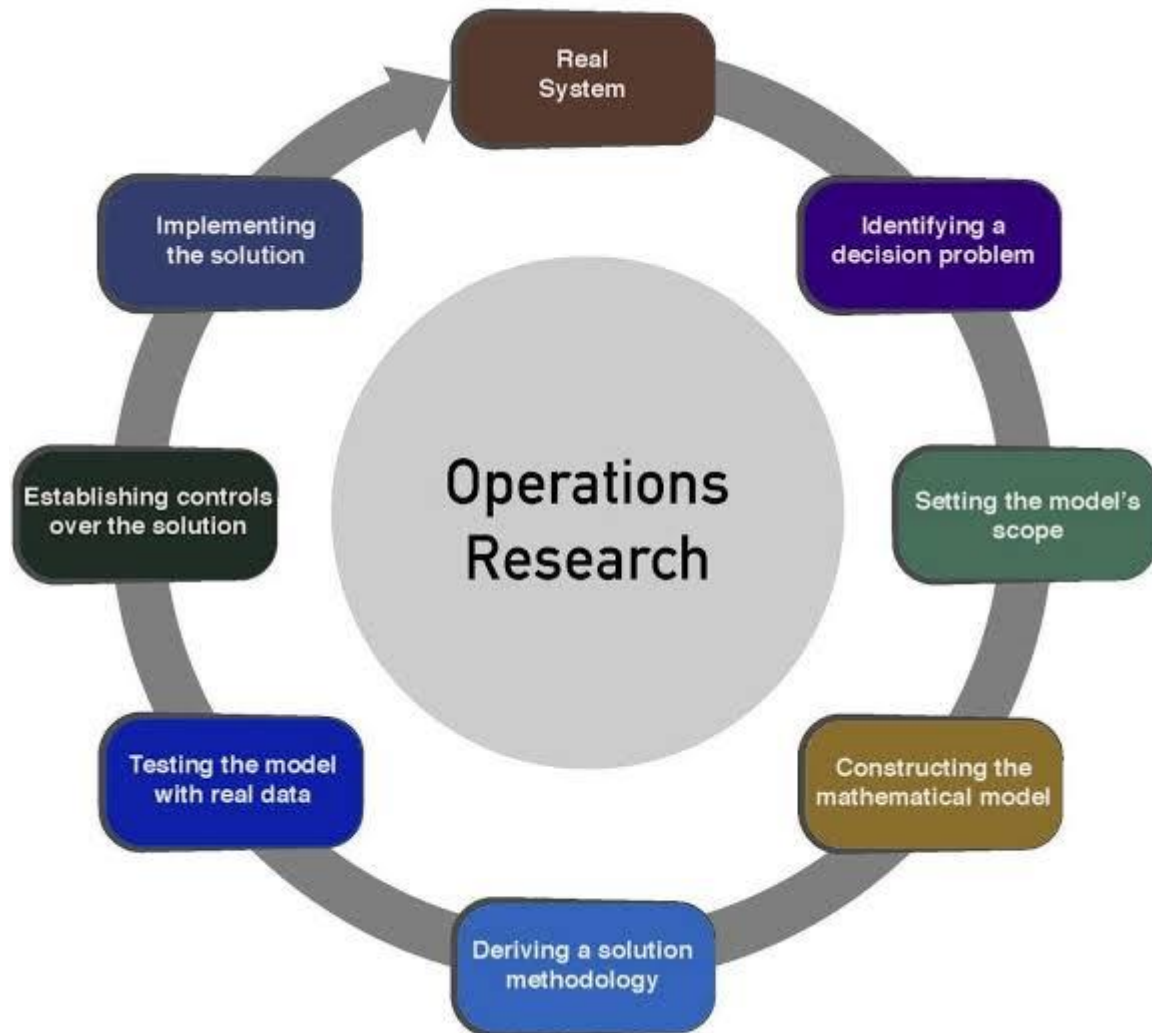 Real
System
Identifying a
decision problem
Setting the model's
scope
Constructing the
mathematical model
Deriving a solution
methodology
Testing the model
with real data
Establishing controls
over the solution
Implementing
the solution
Operations
Research